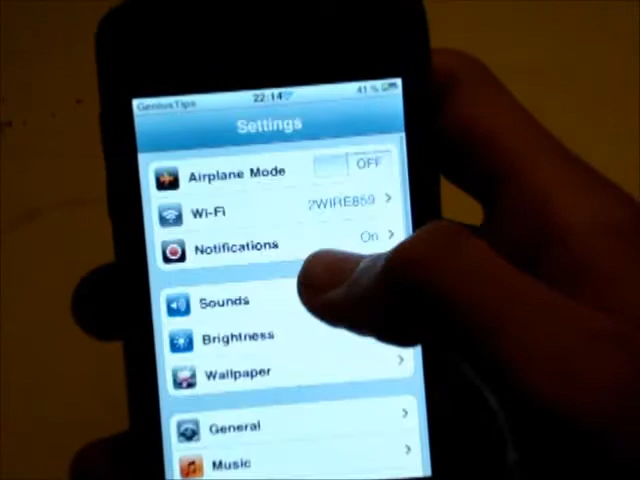 GeniusTips 22:14 41 %
Settings
Airplane Mode OFF
Wi-Fi 2WIRE859
Notifications On
Sounds
Brightness
Wallpaper
General
Music